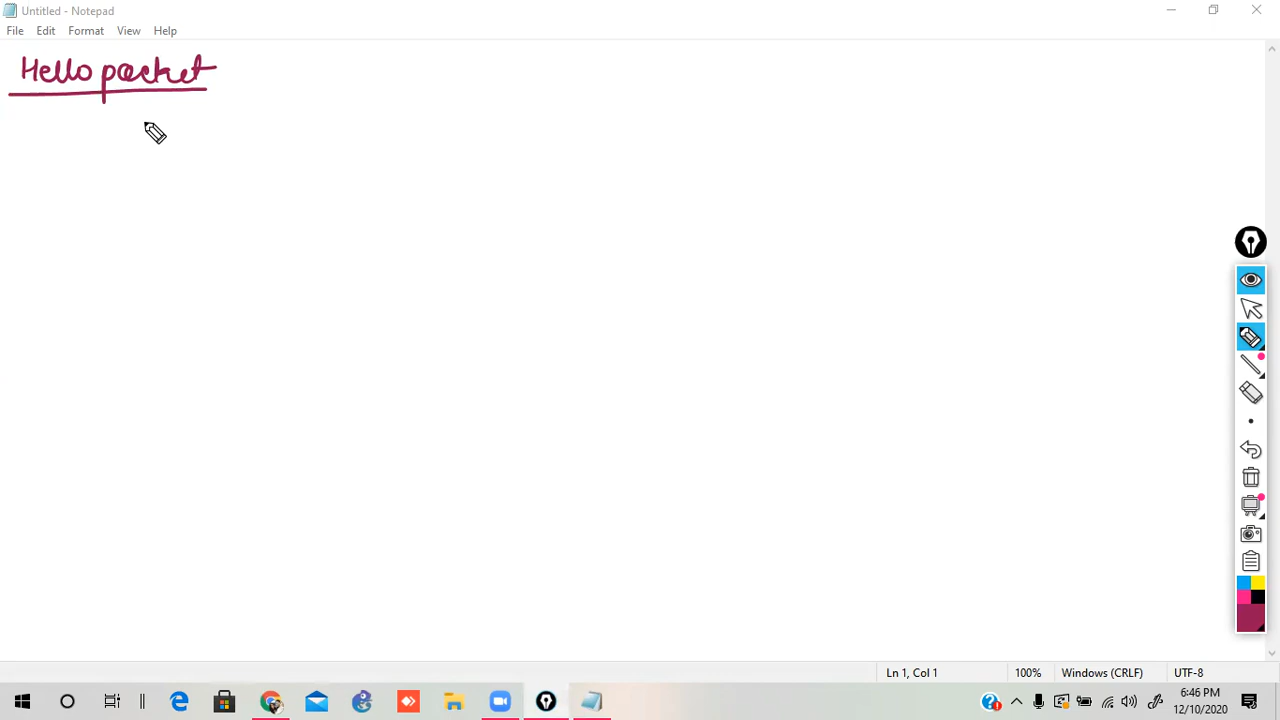 Untitled - Notepad
File Edit Format View Help
Hello packet
Ln 1, Col 1 100% Windows (CRLF) UTF-8
6:46 PM
12/10/2020